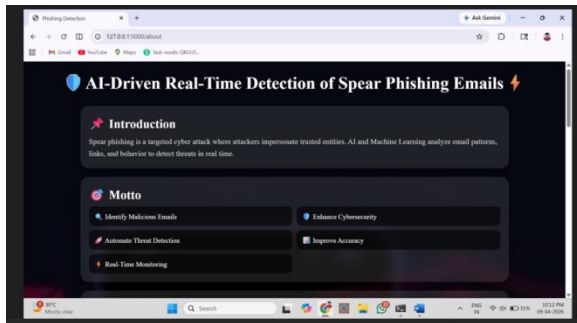 Phishing Detection
Ask Gemini
127.0.0.1:5000/about
Gmail
YouTube
Maps
AI-Driven Real-Time Detection of Spear Phishing Emails
Introduction
Spear phishing is a targeted cyber attack where attackers impersonate trusted entities. AI and Machine Learning analyze email patterns,
links, and behavior to detect threats in real time.
Motto
Identify Malicious Emails
Enhance Cybersecurity
Automate Threat Detection
Improve Accuracy
Real-Time Monitoring
30°C
Mostly clear
Search
ENG
IN
31%
10:12 PM
09-04-2026